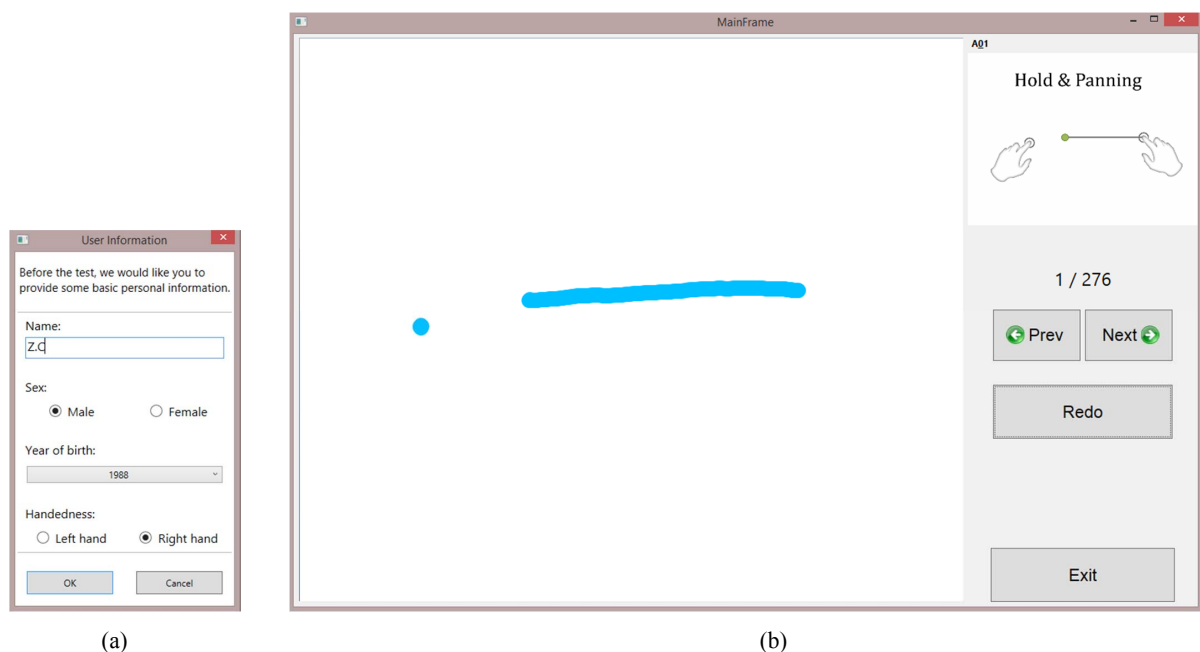 User Information
Before the test, we would like you to
provide some basic personal information.
Name:
Z.C
Sex:
Male
Female
Year of birth:
1988
Handedness:
Left hand
Right hand
OK
Cancel
(a)
MainFrame
A01
Hold & Panning
1 / 276
Prev
Next
Redo
Exit
(b)